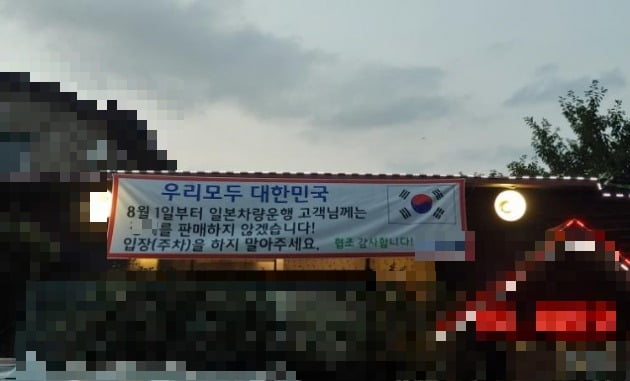 우리모두 대한민국
8월 1일부터 일본차량운행 고객님께는
를 판매하지 않겠습니다!
입장(주차)을 하지 말아주세요. 협조 감사합니다!